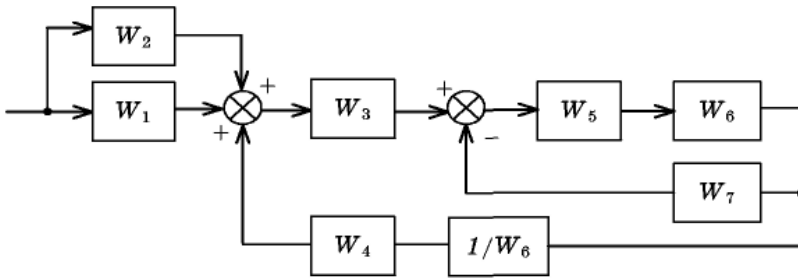 W₂
+
W₁
+
W₃
+
−
W₅
W₆
W₇
W₄
1/W₆